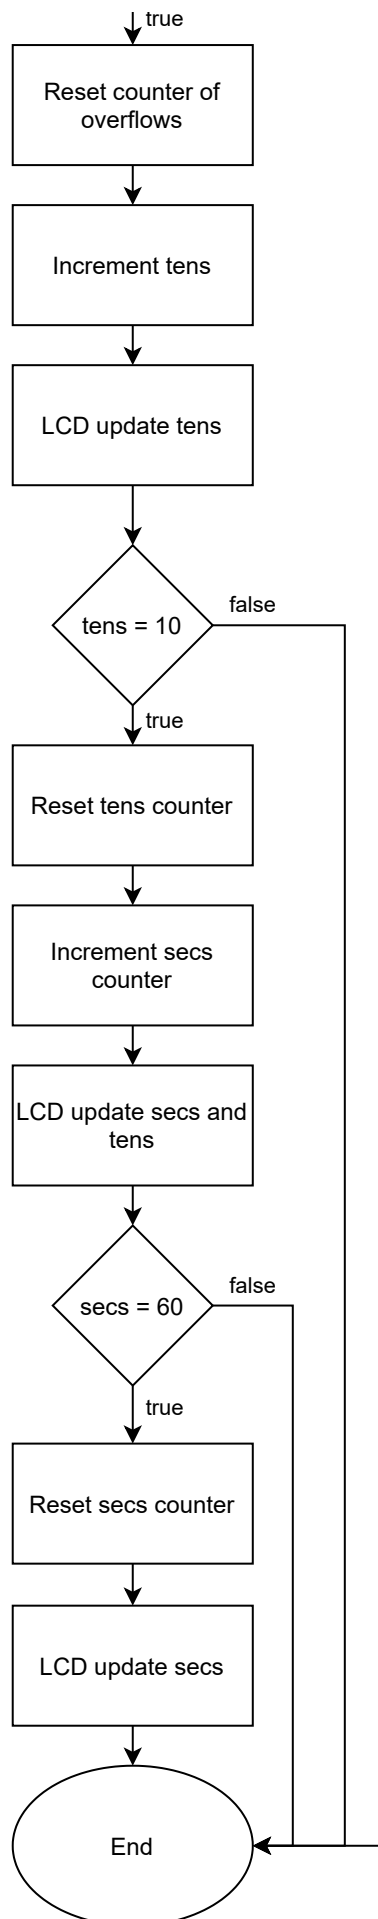 true
Reset counter of
overflows
Increment tens
LCD update tens
tens = 10
false
true
Reset tens counter
Increment secs
counter
LCD update secs and
tens
secs = 60
false
true
Reset secs counter
LCD update secs
End